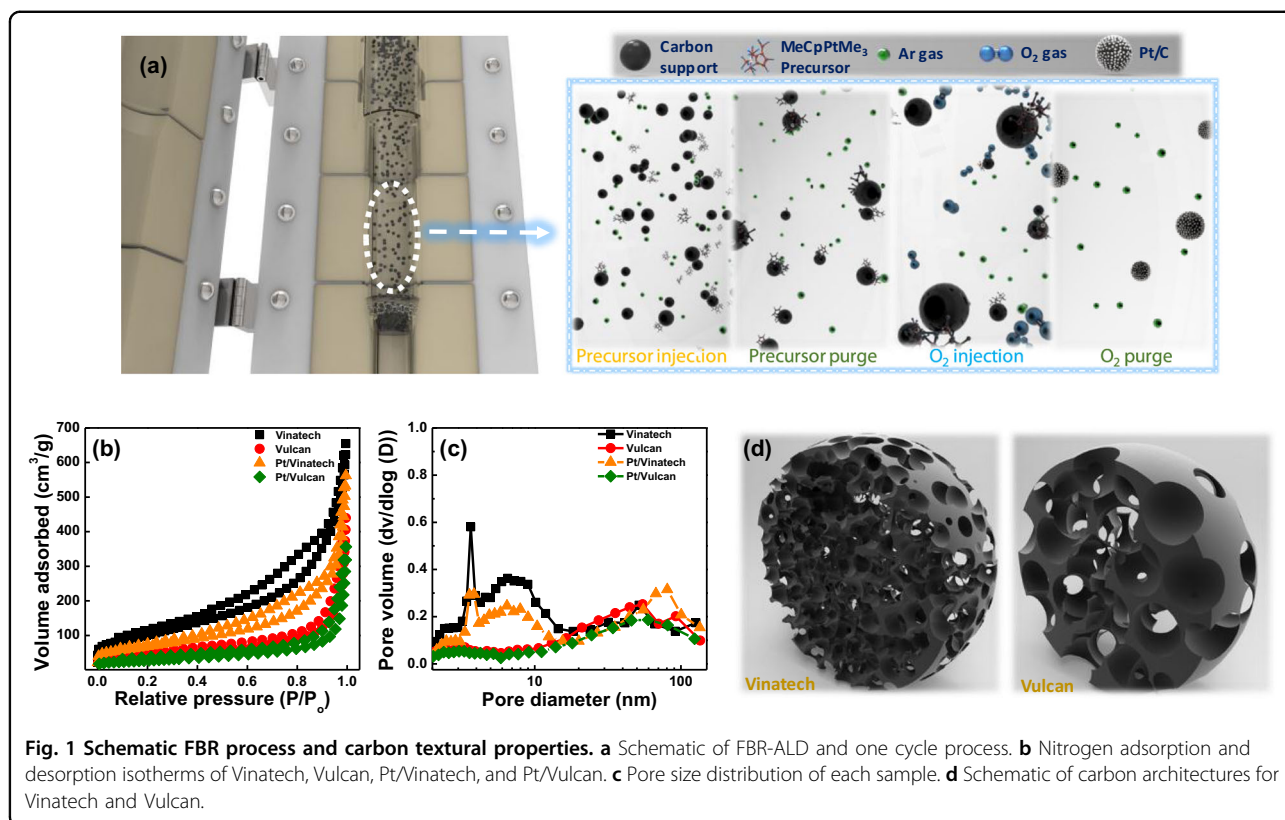 (a)
Carbon support
MeCpPtMe₃ Precursor
Ar gas
O₂ gas
Pt/C
Precursor injection
Precursor purge
O₂ injection
O₂ purge
(b)
Vinatech
Vulcan
Pt/Vinatech
Pt/Vulcan
Volume adsorbed (cm³/g)
700
600
500
400
300
200
100
0.0 0.2 0.4 0.6 0.8 1.0
Relative pressure (P/Pₒ)
(c)
Vinatech
Vulcan
Pt/Vinatech
Pt/Vulcan
Pore volume (dv/dlog (D))
1.0
0.8
0.6
0.4
0.2
0.0
10 100
Pore diameter (nm)
(d)
Vinatech
Vulcan
Fig. 1 Schematic FBR process and carbon textural properties. a Schematic of FBR-ALD and one cycle process. b Nitrogen adsorption and
desorption isotherms of Vinatech, Vulcan, Pt/Vinatech, and Pt/Vulcan. c Pore size distribution of each sample. d Schematic of carbon architectures for
Vinatech and Vulcan.